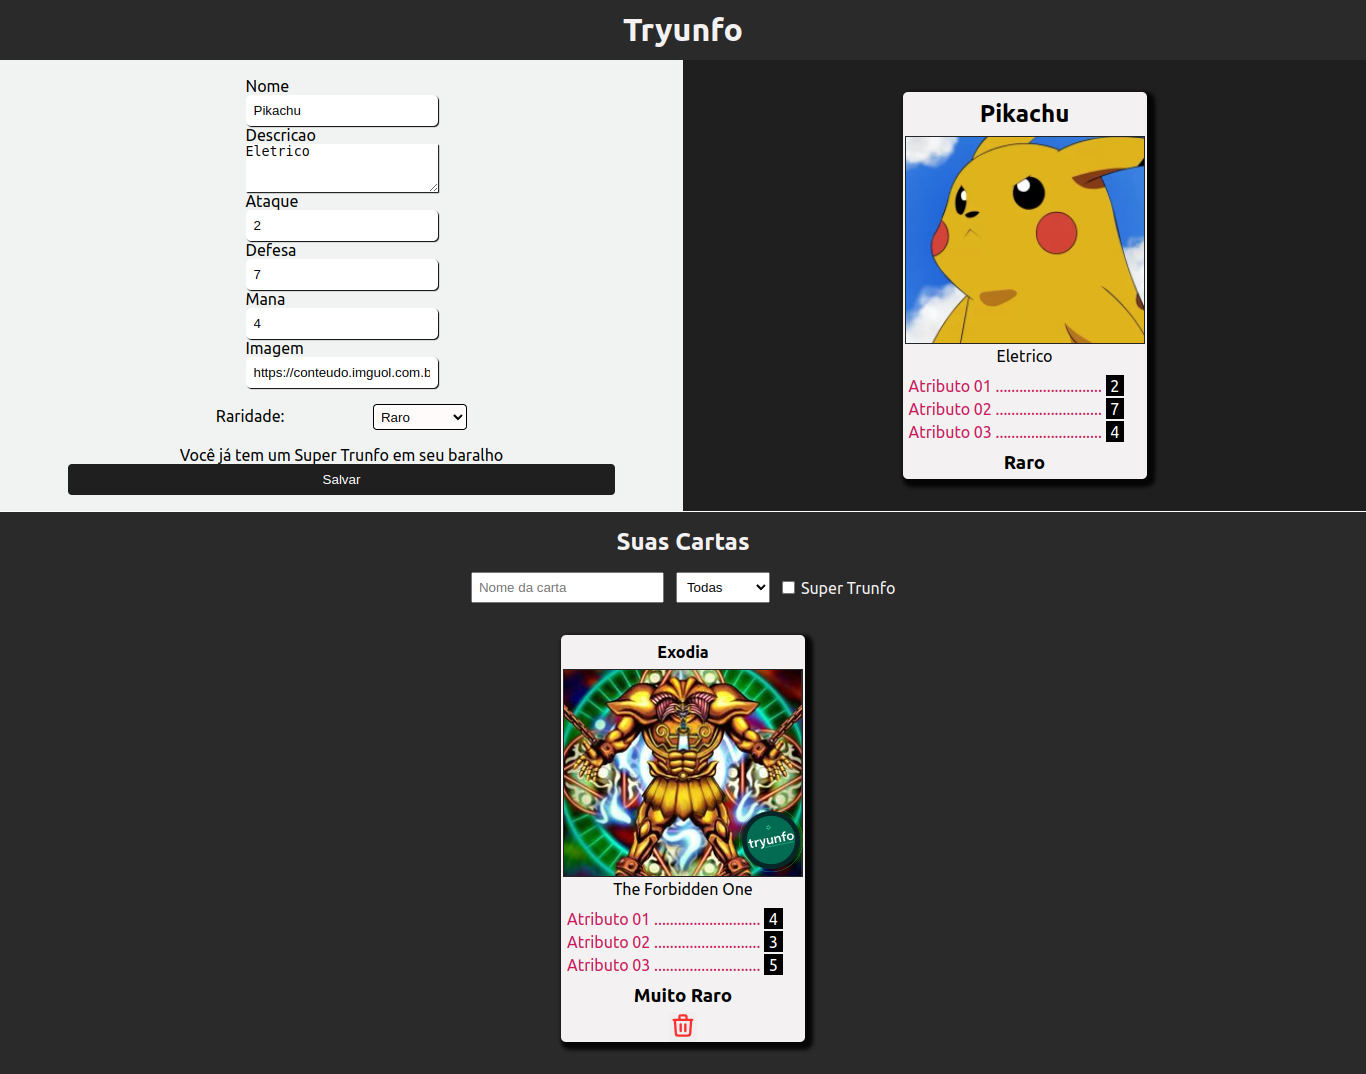 Tryunfo
Nome
Pikachu
Descricao
Eletrico
Ataque
2
Defesa
7
Mana
4
Imagem
https://conteudo.imguol.com.b
Raridade:
Raro
Você já tem um Super Trunfo em seu baralho
Salvar
Pikachu
Eletrico
Atributo 01 ........................... 2
Atributo 02 ........................... 7
Atributo 03 ........................... 4
Raro
Suas Cartas
Nome da carta
Todas
Super Trunfo
Exodia
tryunfo
The Forbidden One
Atributo 01 ........................... 4
Atributo 02 ........................... 3
Atributo 03 ........................... 5
Muito Raro